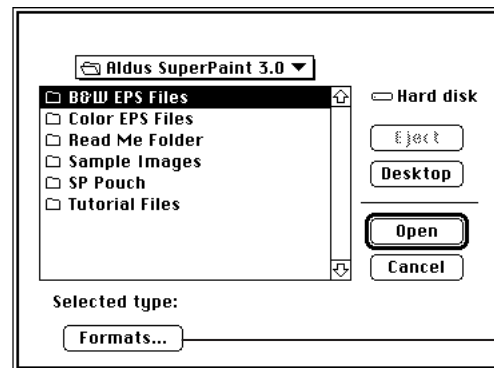 Aldus SuperPaint 3.0
B&W EPS Files
Color EPS Files
Read Me Folder
Sample Images
SP Pouch
Tutorial Files
Hard disk
Eject
Desktop
Open
Cancel
Selected type:
Formats...